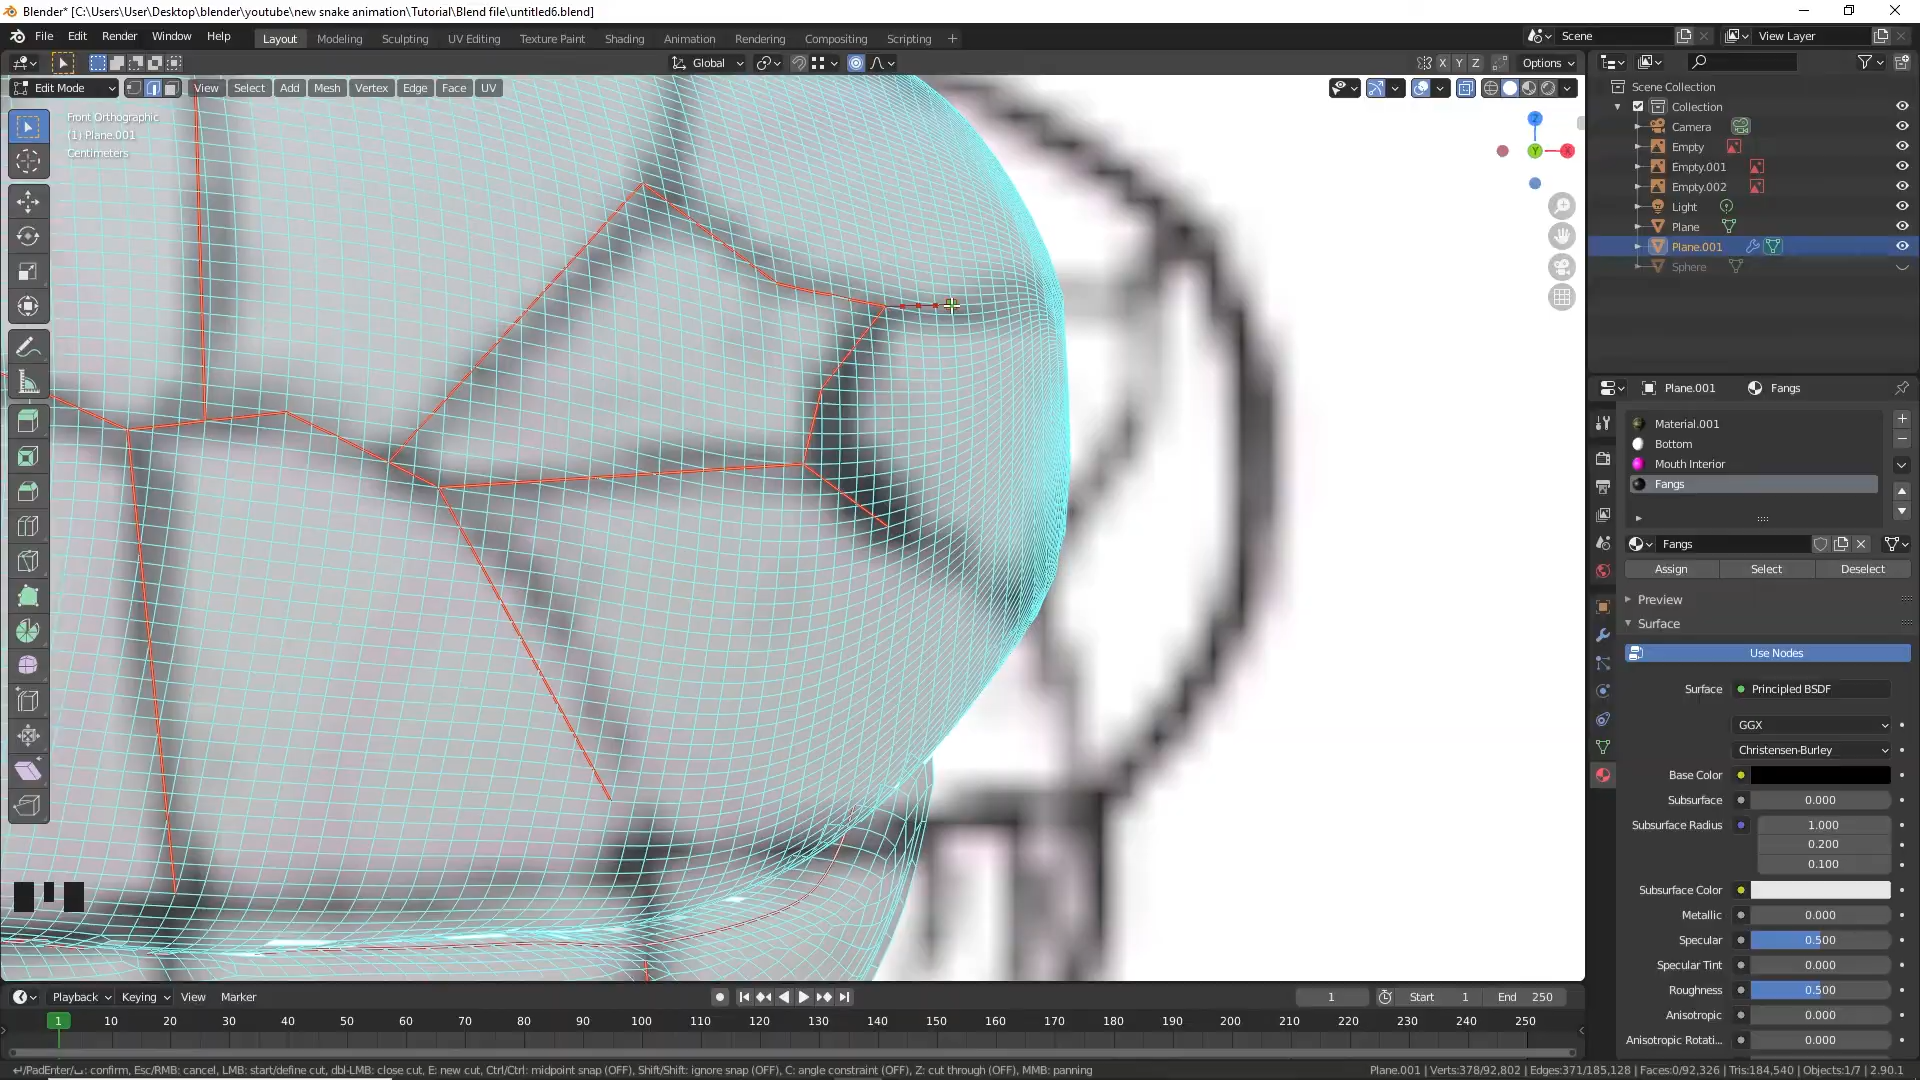 Blender* [C:\Users\User\Desktop\blender\youtube\new snake animation\Tutorial\Blend file\untitled6.blend]
File Edit Render Window Help Layout Modeling Sculpting UV Editing Texture Paint Shading Animation Rendering Compositing Scripting Scene View Layer
Global X Y Z Options
Edit Mode View Select Add Mesh Vertex Edge Face UV
Front Orthographic
(1) Plane.001
Centimeters
Z
Y X
Scene Collection
Collection
Camera
Empty
Empty.001
Empty.002
Light
Plane
Plane.001
Sphere
Plane.001 Fangs
Material.001
Bottom
Mouth Interior
Fangs
Fangs
Assign Select Deselect
Preview
Surface
Use Nodes
Surface Principled BSDF
GGX
Christensen-Burley
Base Color
Subsurface 0.000
Subsurface Radius 1.000
0.200
0.100
Subsurface Color
Metallic 0.000
Specular 0.500
Specular Tint 0.000
Roughness 0.500
Anisotropic 0.000
Anisotropic Rotati... 0.000
Playback Keying View Marker 1 Start 1 End 250
1 10 20 30 40 50 60 70 80 90 100 110 120 130 140 150 160 170 180 190 200 210 220 230 240 250
↵/PadEnter/⎵: confirm, Esc/RMB: cancel, LMB: start/define cut, dbl-LMB: close cut, E: new cut, Ctrl/Ctrl: midpoint snap (OFF), Shift/Shift: ignore snap (OFF), C: angle constraint (OFF), Z: cut through (OFF), MMB: panning
Plane.001 | Verts:378/92,802 | Edges:371/185,128 | Faces:0/92,326 | Tris:184,540 | Objects:1/7 | 2.90.1